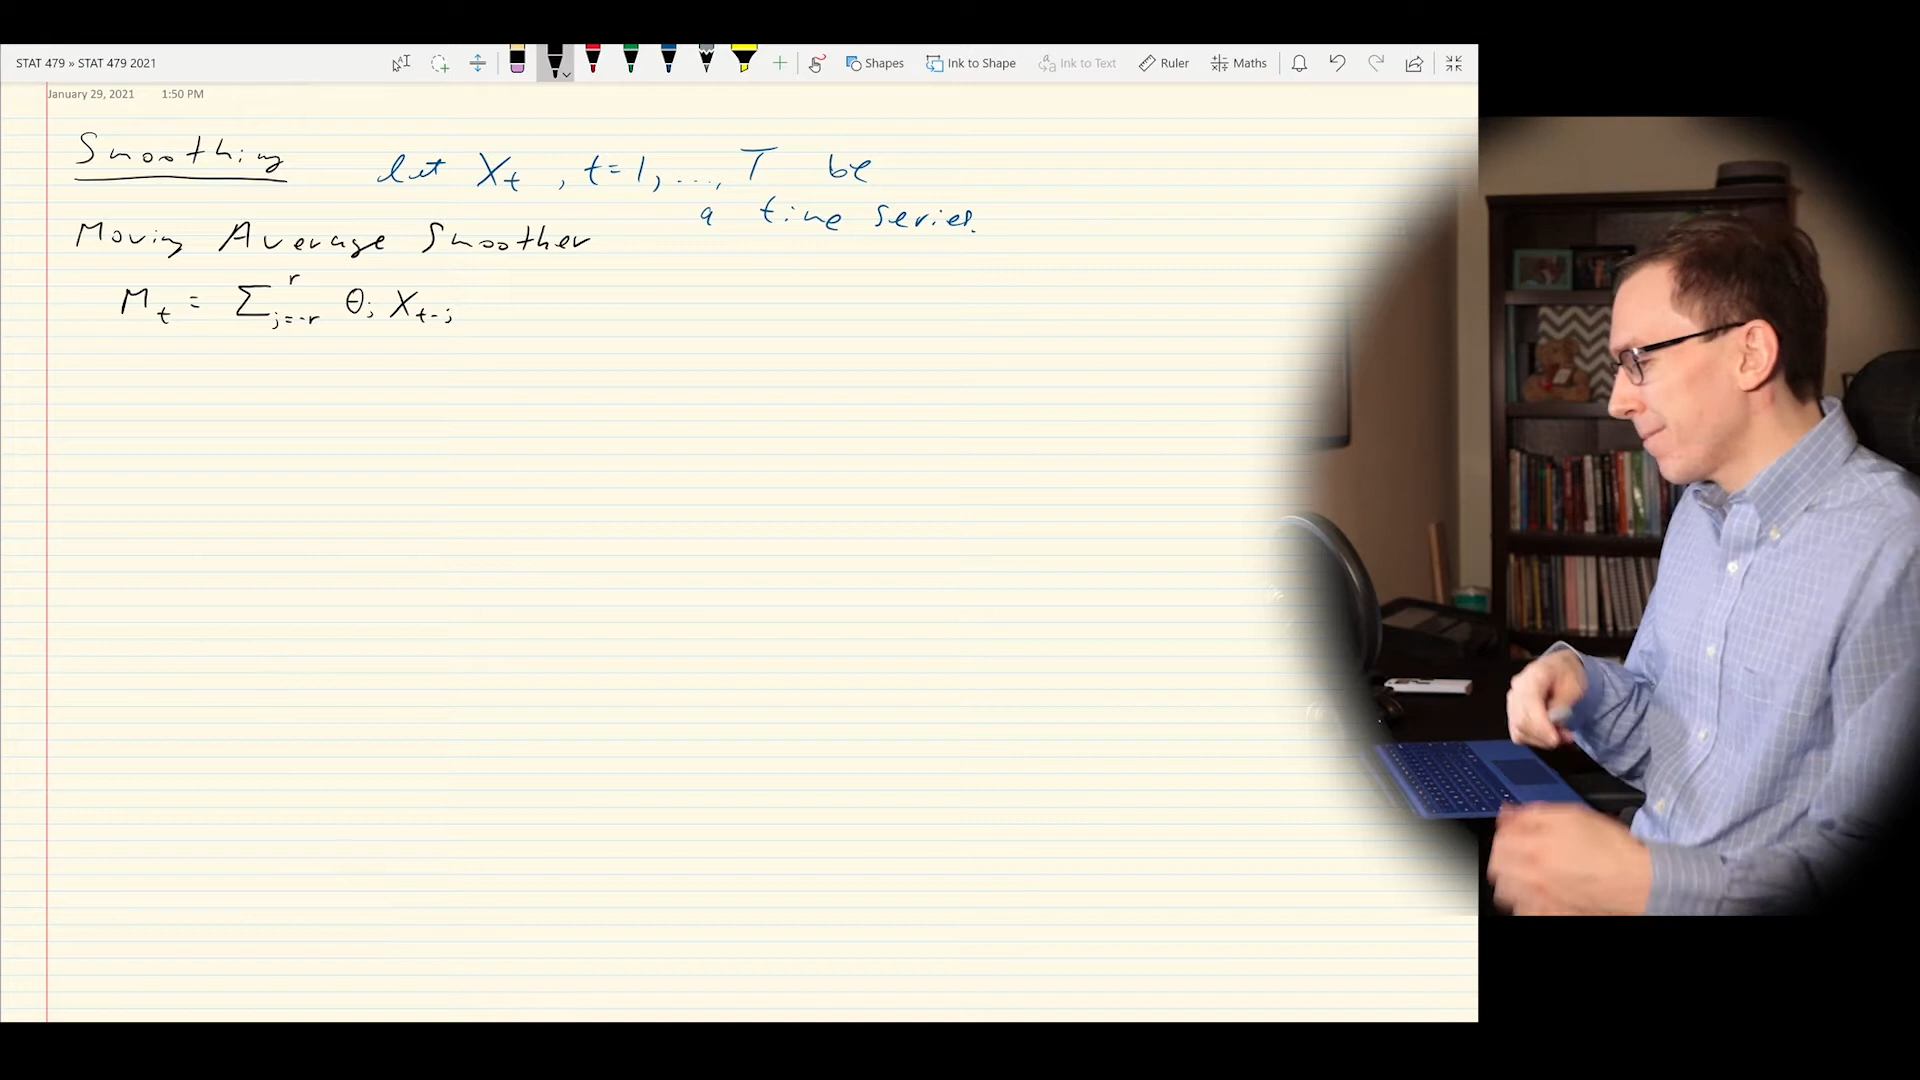 STAT 479 » STAT 479 2021
Shapes Ink to Shape Ink to Text Ruler Maths
January 29, 2021 1:50 PM
Smoothing
let Xₜ, t=1, ..., T be
a time series.
Moving Average Smoother
Mₜ = Σ_{j=-r}^{r} θⱼ X_{t-j}